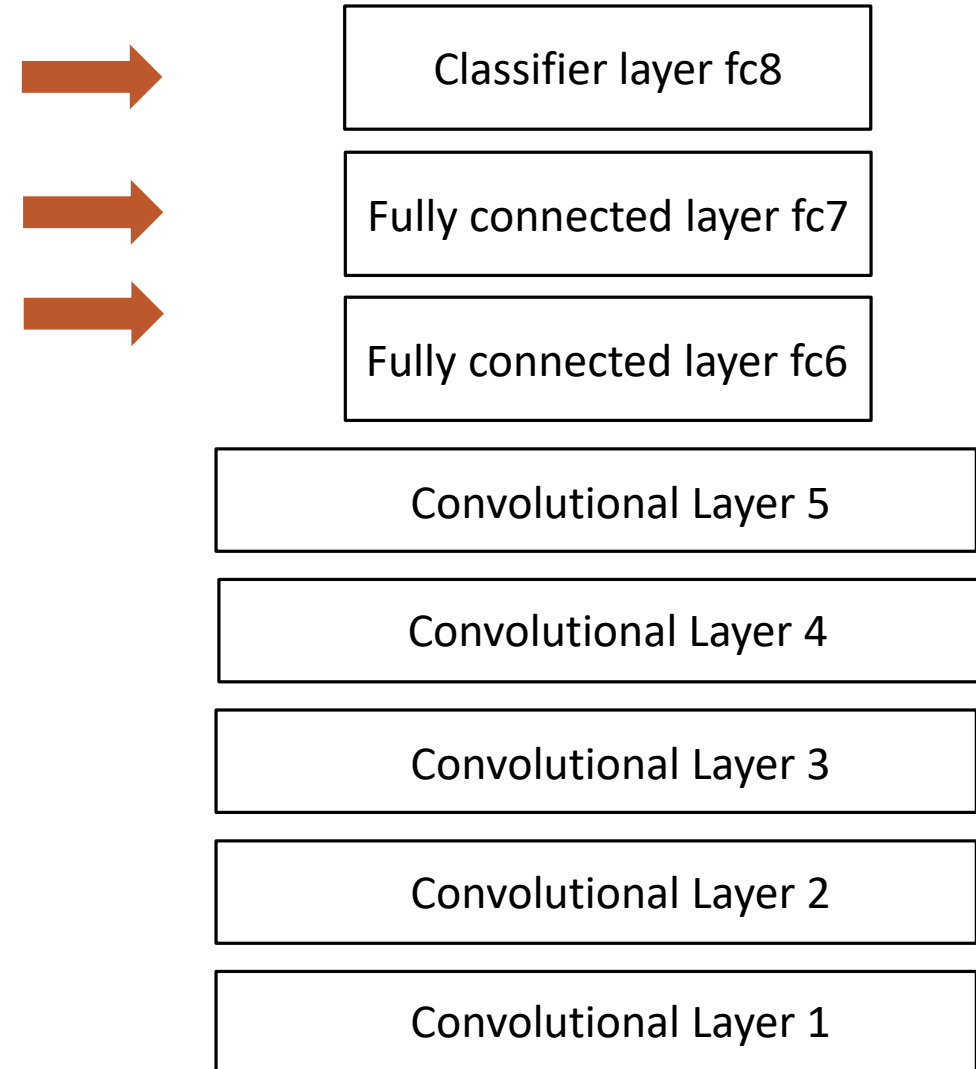 Classifier layer fc8
Fully connected layer fc7
Fully connected layer fc6
Convolutional Layer 5
Convolutional Layer 4
Convolutional Layer 3
Convolutional Layer 2
Convolutional Layer 1